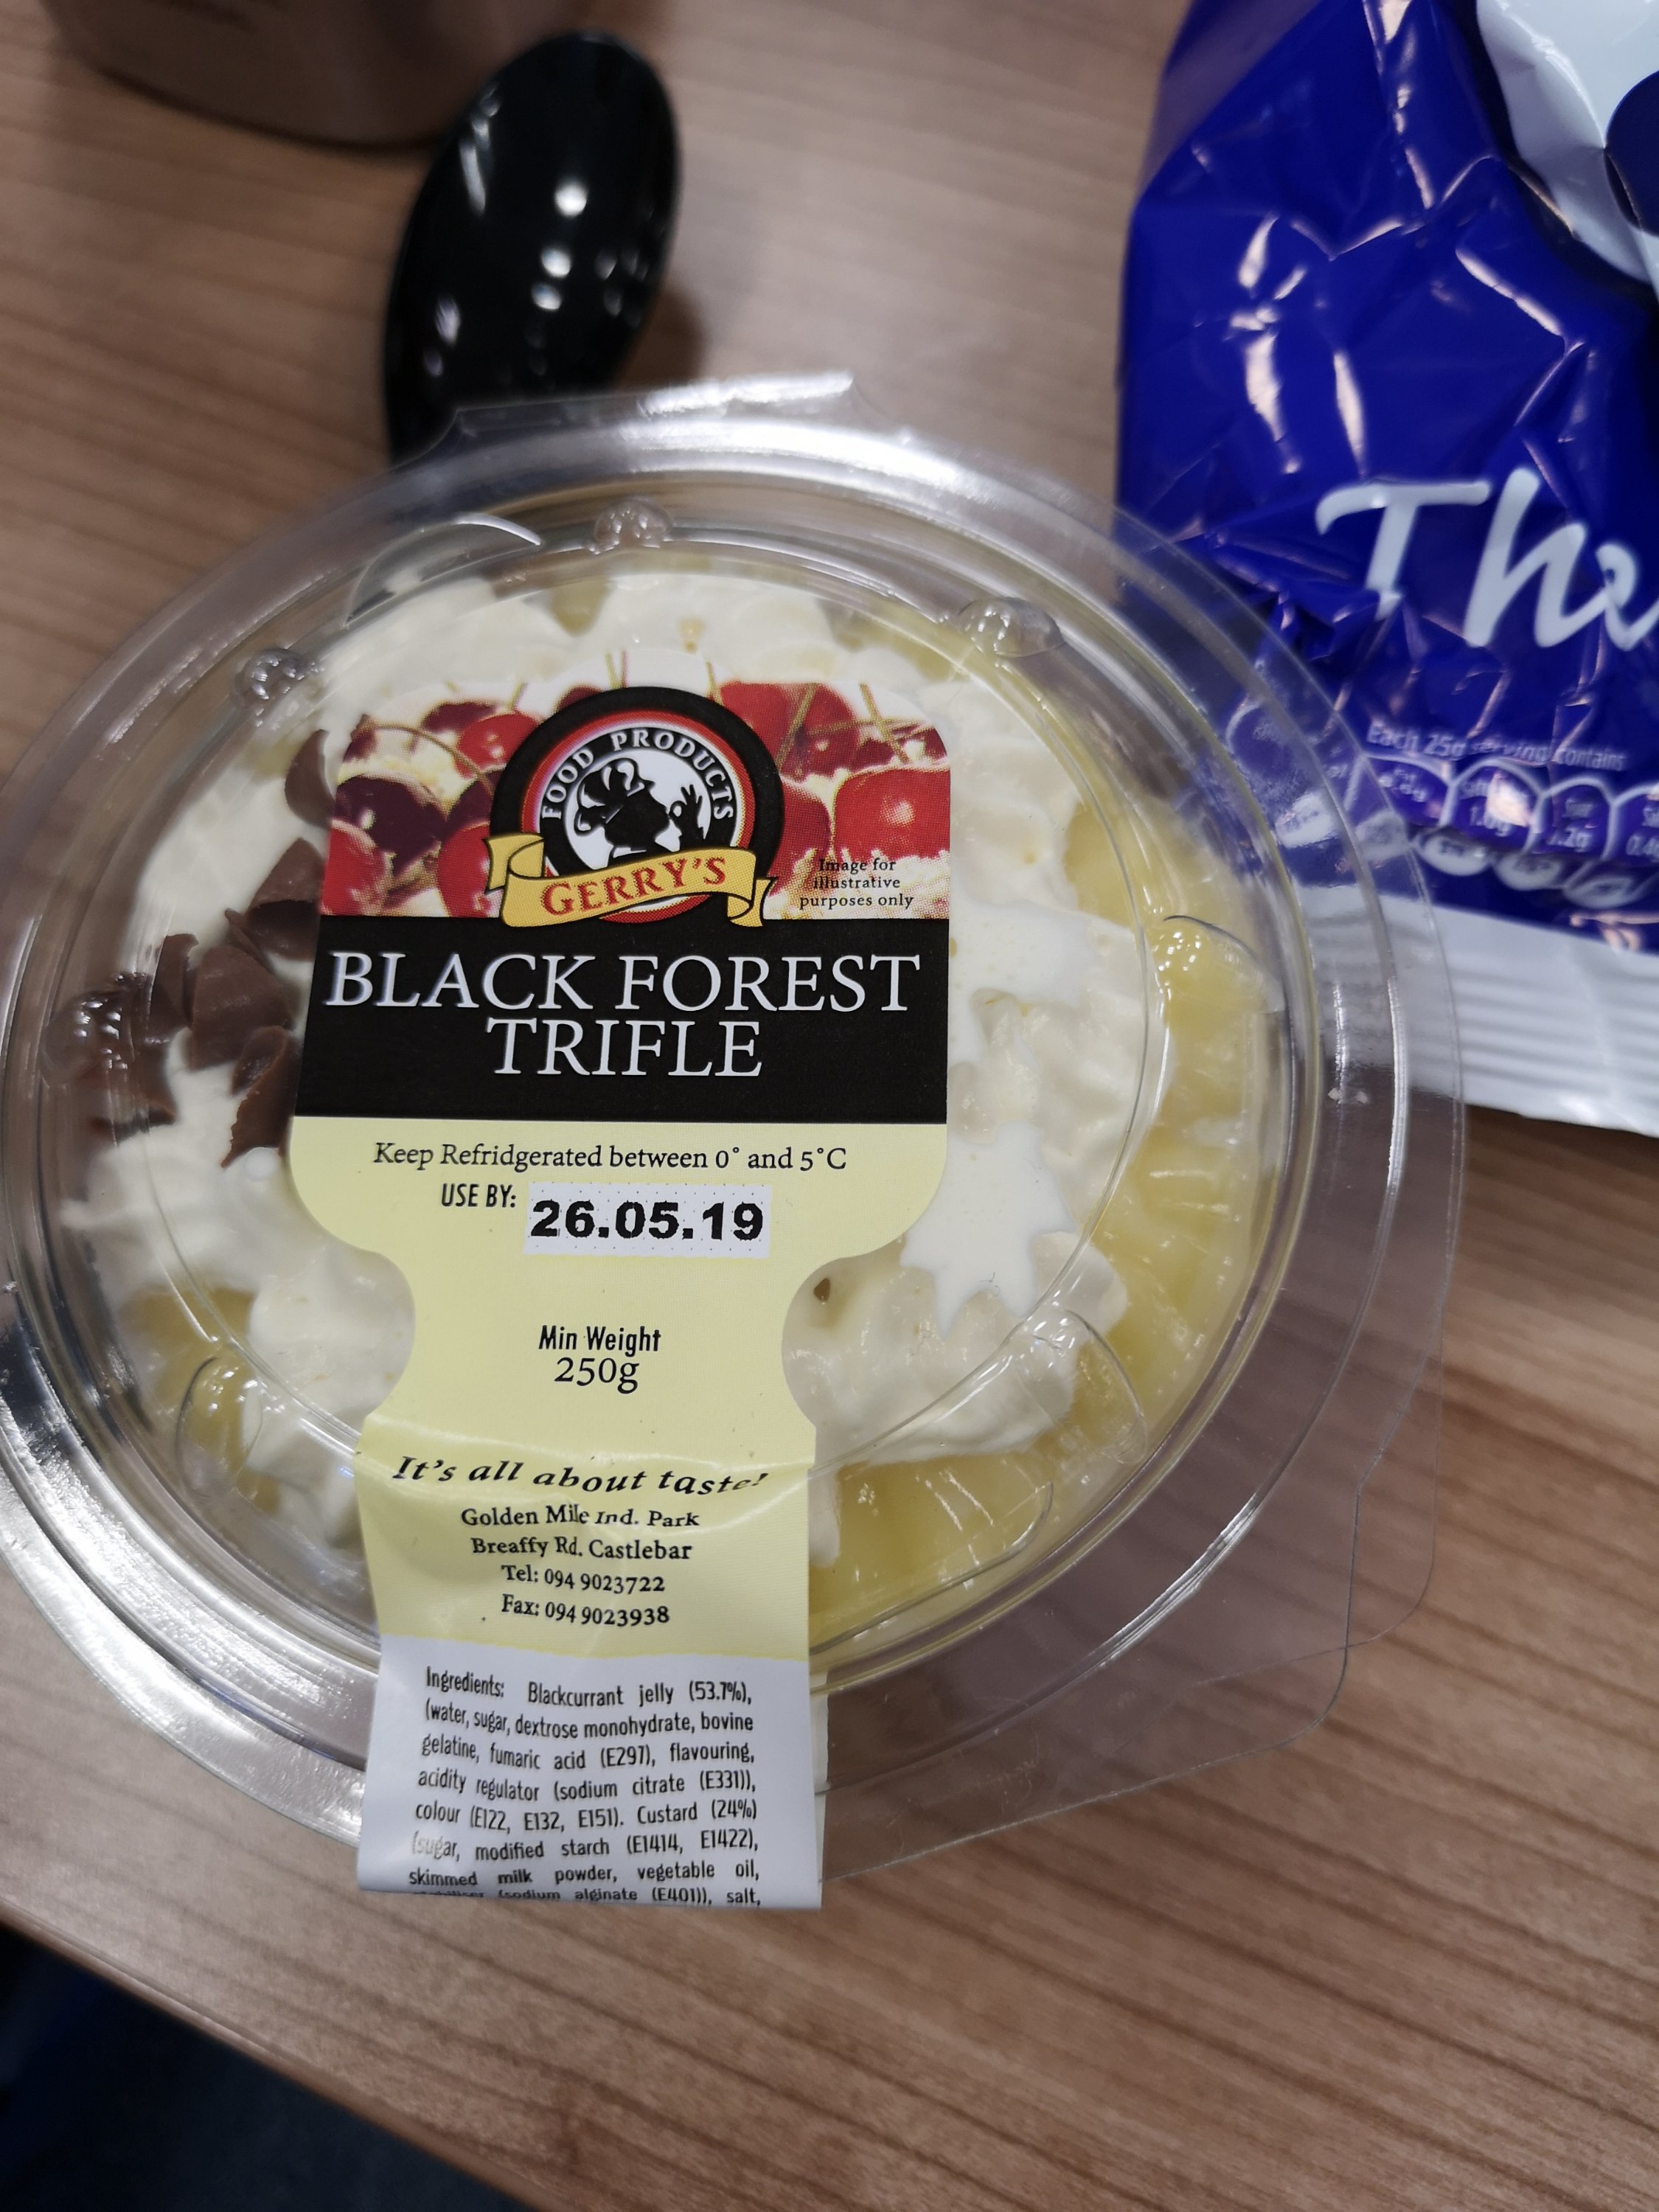 FOOD PRODUCTS
GERRY'S
Image for
illustrative
purposes only
BLACK FOREST
TRIFLE
Keep Refridgerated between 0° and 5°C
USE BY: 26.05.19
Min Weight
250g
It's all about taste!
Golden Mile Ind. Park
Breaffy Rd. Castlebar
Tel: 094 9023722
Fax: 094 9023938
Ingredients: Blackcurrant jelly (53.7%),
(water, sugar, dextrose monohydrate, bovine
gelatine, fumaric acid (E297), flavouring,
acidity regulator (sodium citrate (E331)),
colour (E122, E132, E151). Custard (24%)
(sugar, modified starch (E1414, E1422),
skimmed milk powder, vegetable oil,
(sodium alginate (E401)), salt,
The
Each 25g serving contains